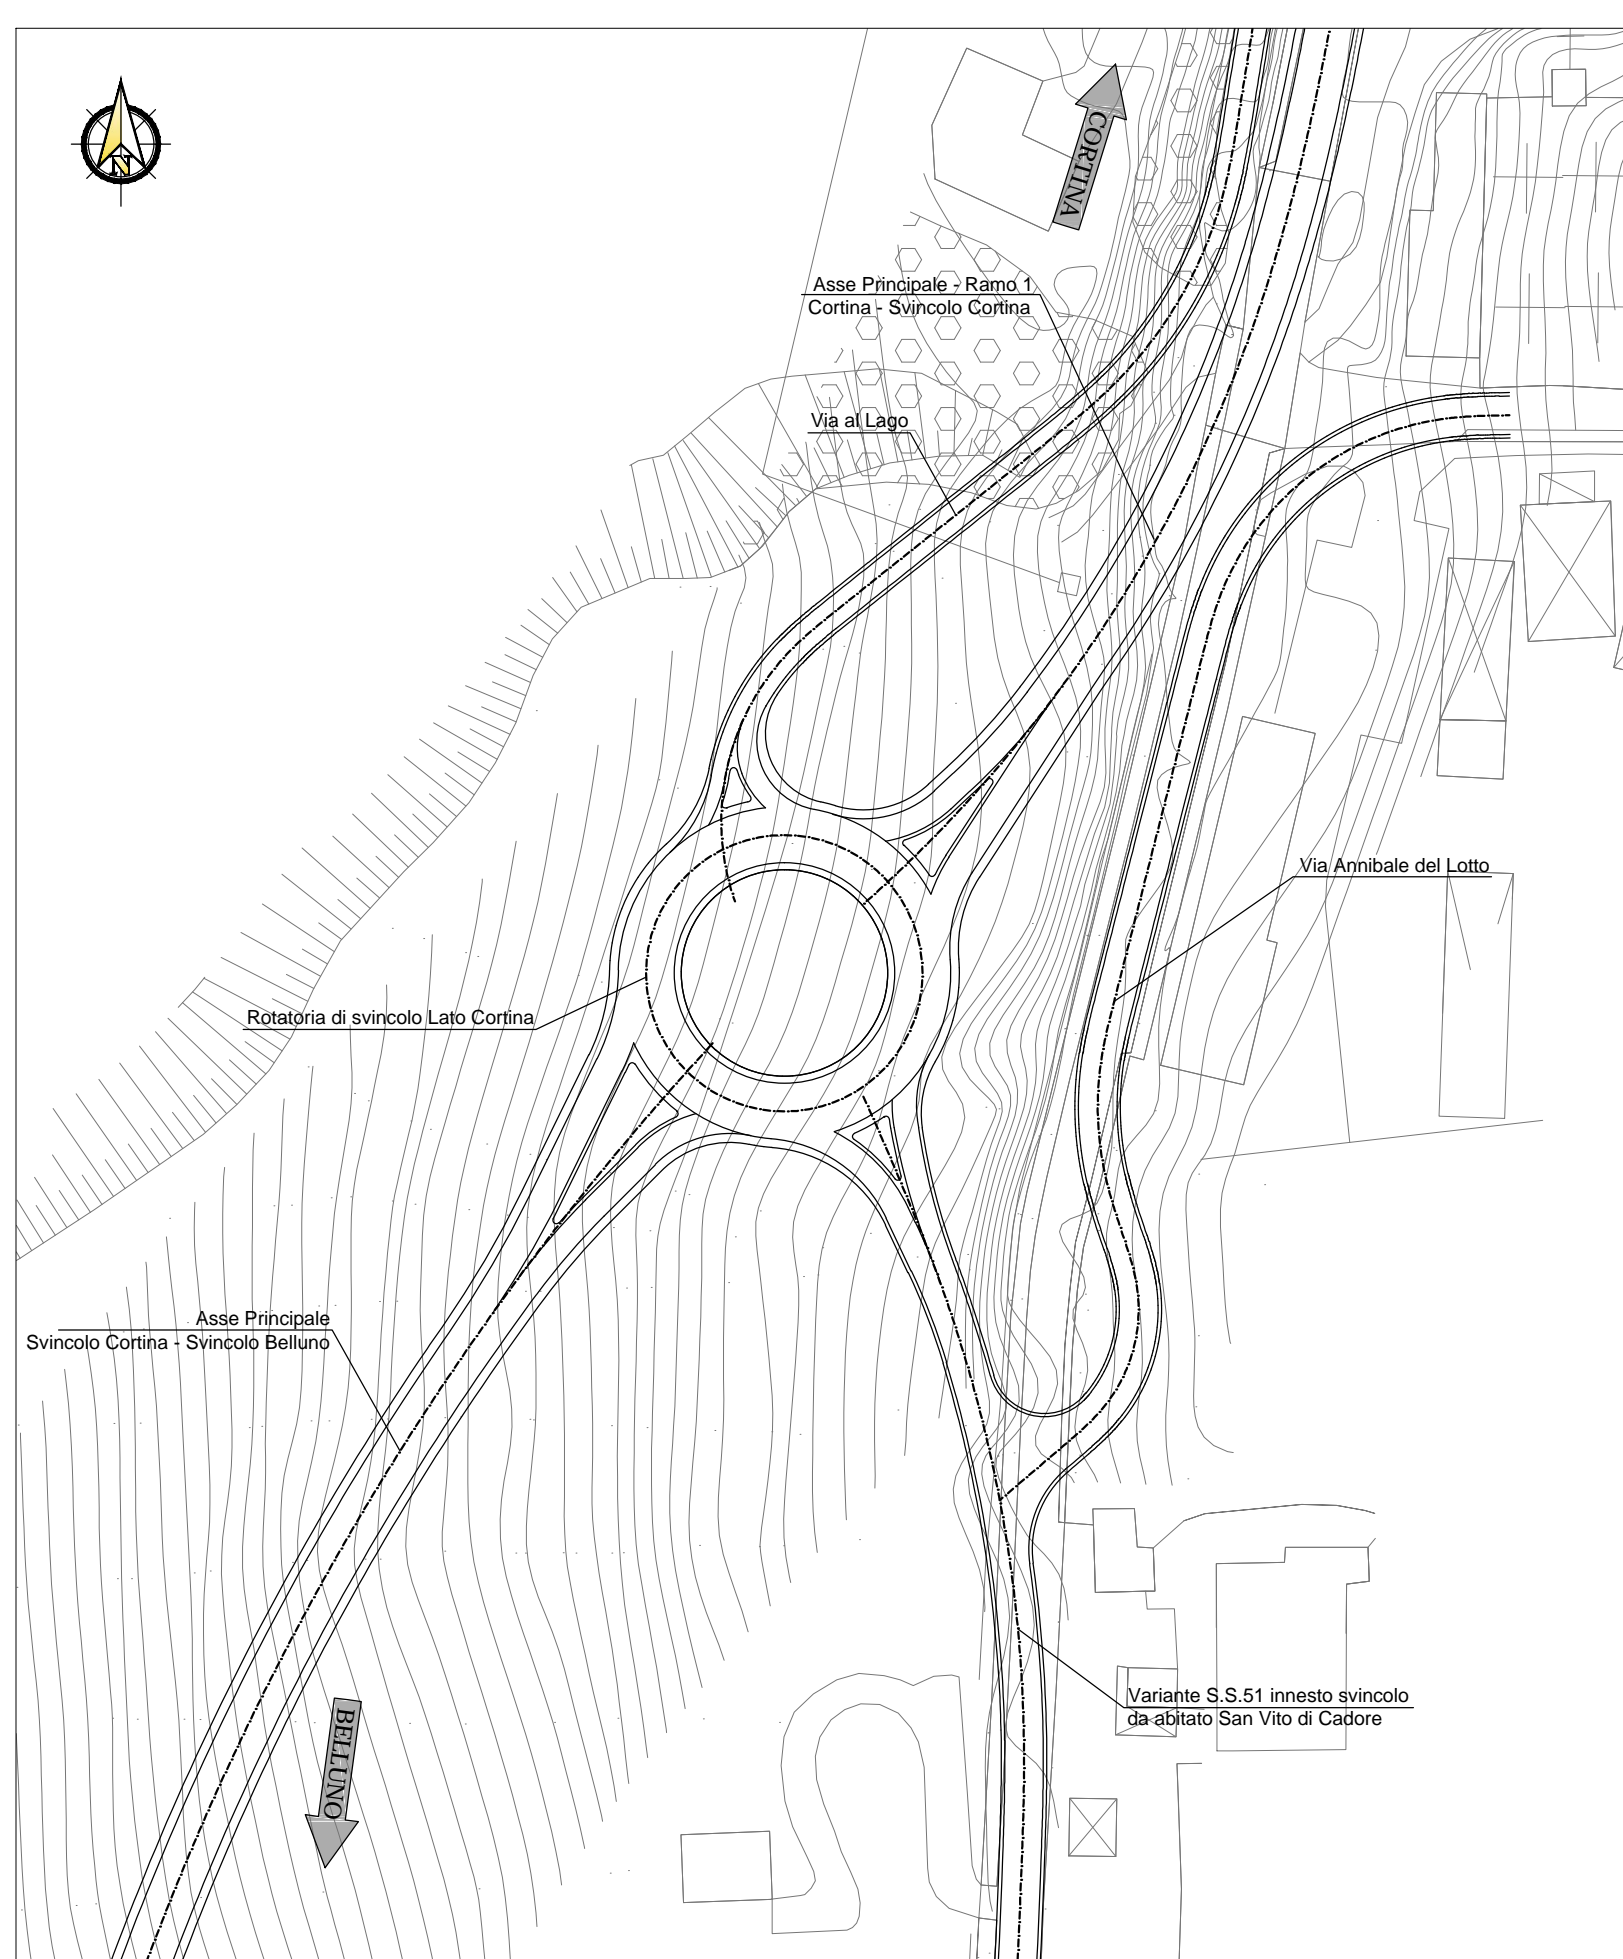 N
CORTINA
Asse Principale - Ramo 1
Cortina - Svincolo Cortina
Via al Lago
Via Annibale del Lotto
Rotatoria di svincolo Lato Cortina
Asse Principale
Svincolo Cortina - Svincolo Belluno
BELLUNO
Variante S.S.51 innesto svincolo
da abitato San Vito di Cadore